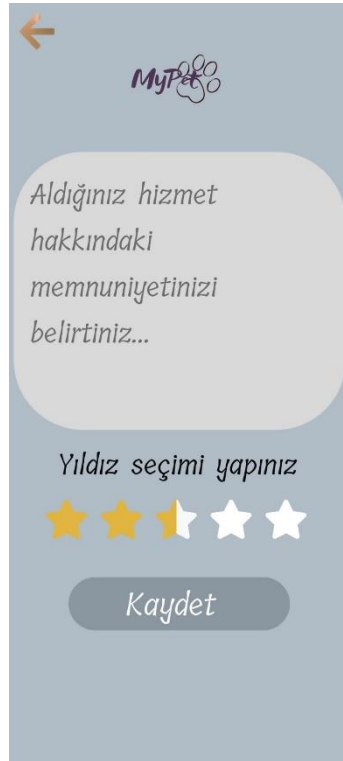 MyPet
Aldığınız hizmet
hakkındaki
memnuniyetinizi
belirtiniz...
Yıldız seçimi yapınız
Kaydet